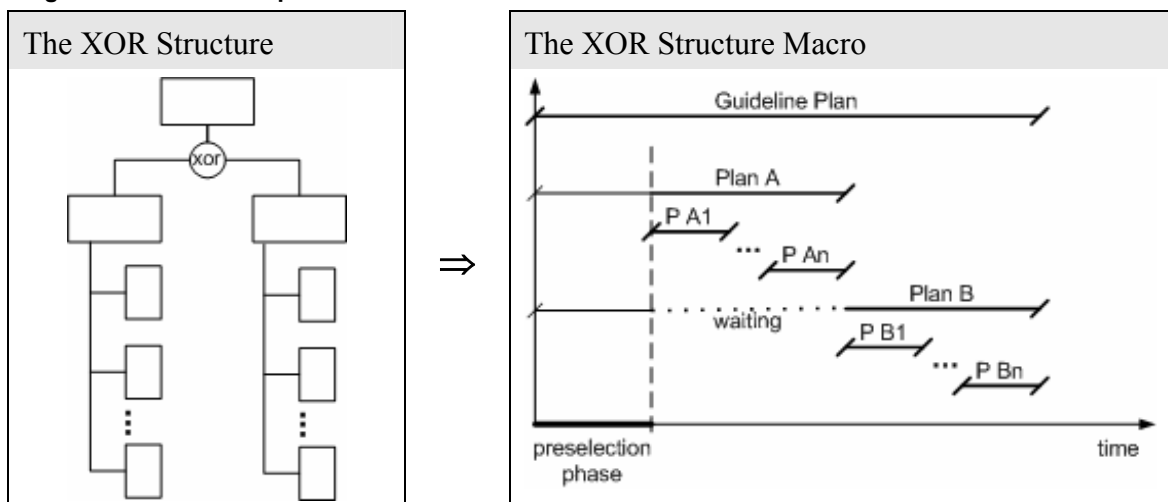 The XOR Structure
xor
⇒
The XOR Structure Macro
Guideline Plan
Plan A
P A1
...
P An
Plan B
waiting
P B1
...
P Bn
preselection
phase
time